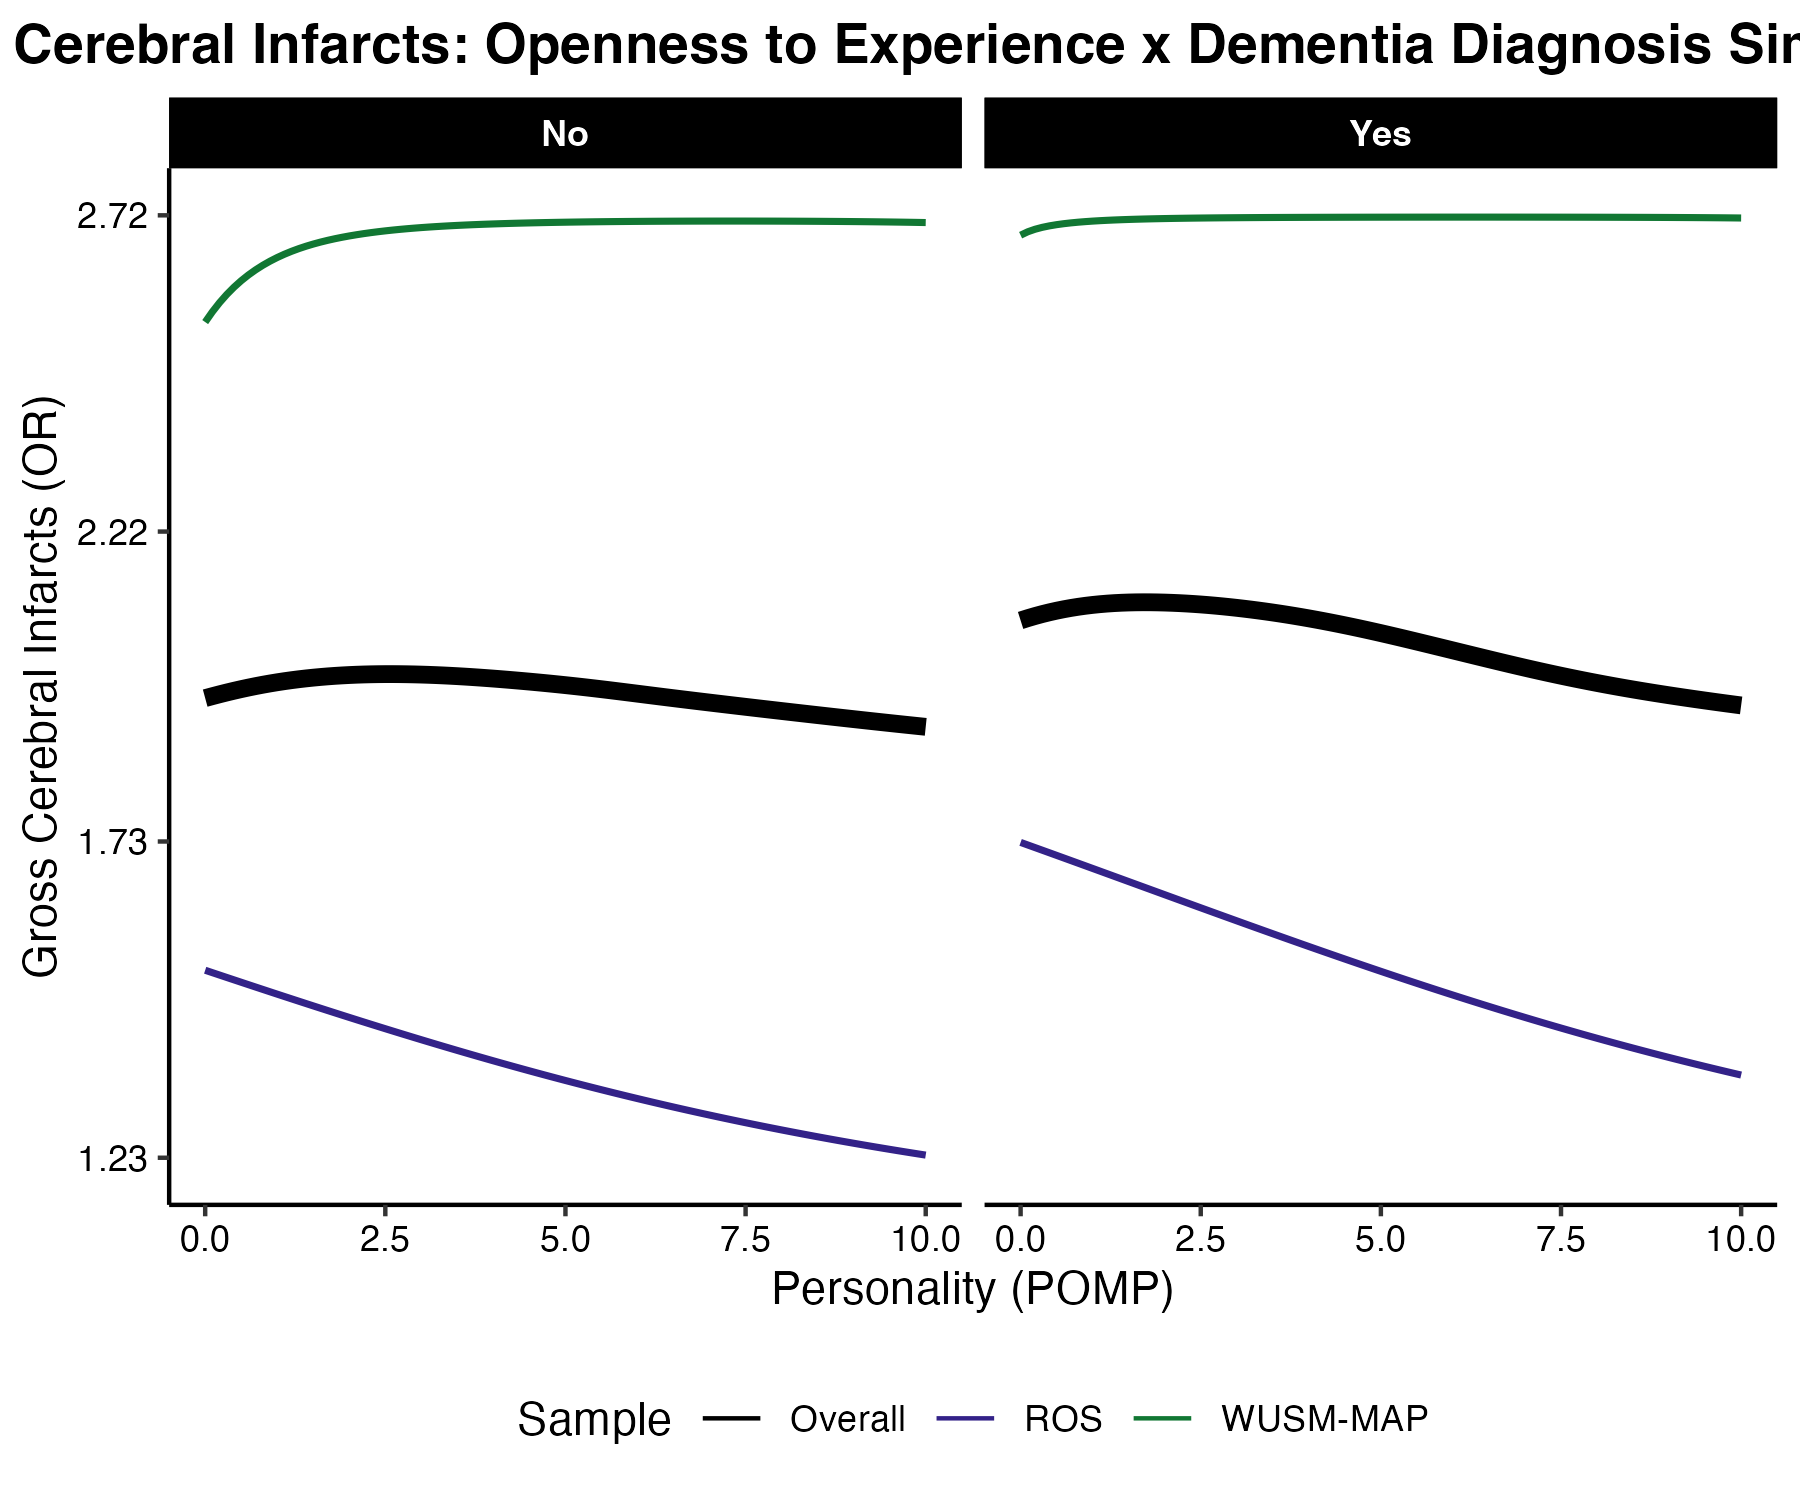 Cerebral Infarcts: Openness to Experience x Dementia Diagnosis
No
Yes
Gross Cerebral Infarcts (OR)
2.72
2.22
1.73
1.23
0.0 2.5 5.0 7.5 10.0 0.0 2.5 5.0 7.5 10.0
Personality (POMP)
Sample Overall ROS WUSM-MAP